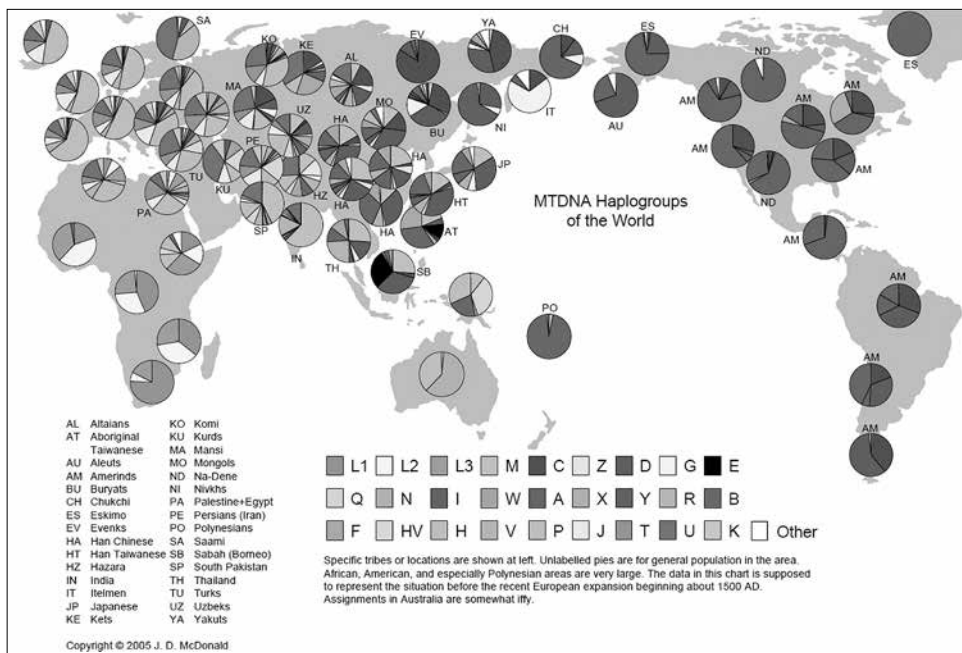 SA
KO
KE
AL
EV
YA
CH
ES
ND
ES
MA
UZ
HA
MO
BU
NI
IT
AU
AM
AM
AM
PE
HA
JP
AM
AM
TU
KU
HZ
HA
HT
MTDNA Haplogroups
of the World
ND
PA
SP
HA
AT
AM
IN
TH
SB
PO
AM
AM
AM
AL Altaians
AT Aboriginal
Taiwanese
AU Aleuts
AM Amerinds
BU Buryats
CH Chukchi
ES Eskimo
EV Evenks
HA Han Chinese
HT Han Taiwanese
HZ Hazara
IN India
IT Itelmen
JP Japanese
KE Kets
KO Komi
KU Kurds
MA Mansi
MO Mongols
ND Na-Dene
NI Nivkhs
PA Palestine+Egypt
PE Persians (Iran)
PO Polynesians
SA Saami
SB Sabah (Borneo)
SP South Pakistan
TH Thailand
TU Turks
UZ Uzbeks
YA Yakuts
L1 L2 L3 M C Z D G E
Q N I W A X Y R B
F HV H V P J T U K Other
Specific tribes or locations are shown at left. Unlabelled pies are for general population in the area.
African, American, and especially Polynesian areas are very large. The data in this chart is supposed
to represent the situation before the recent European expansion beginning about 1500 AD.
Assignments in Australia are somewhat iffy.
Copyright © 2005 J. D. McDonald